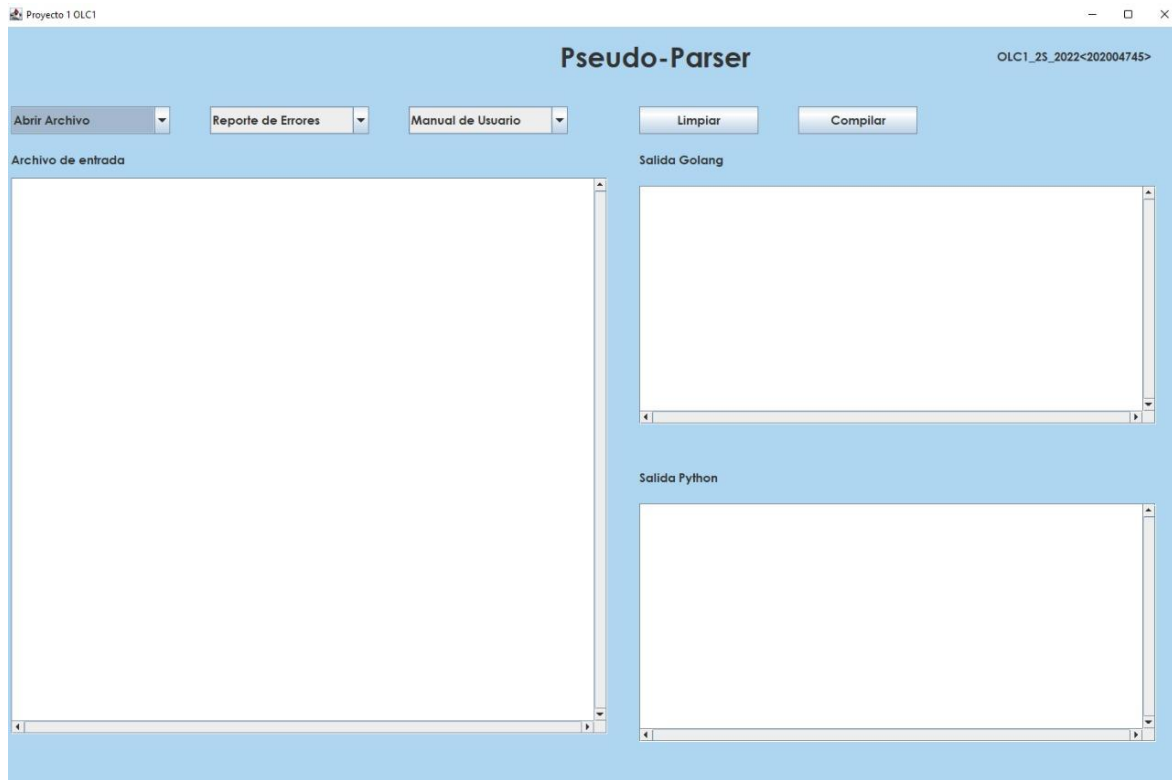 Proyecto 1 OLC1
Pseudo-Parser
OLC1_2S_2022<202004745>
Abrir Archivo
Reporte de Errores
Manual de Usuario
Limpiar
Compilar
Archivo de entrada
Salida Golang
Salida Python